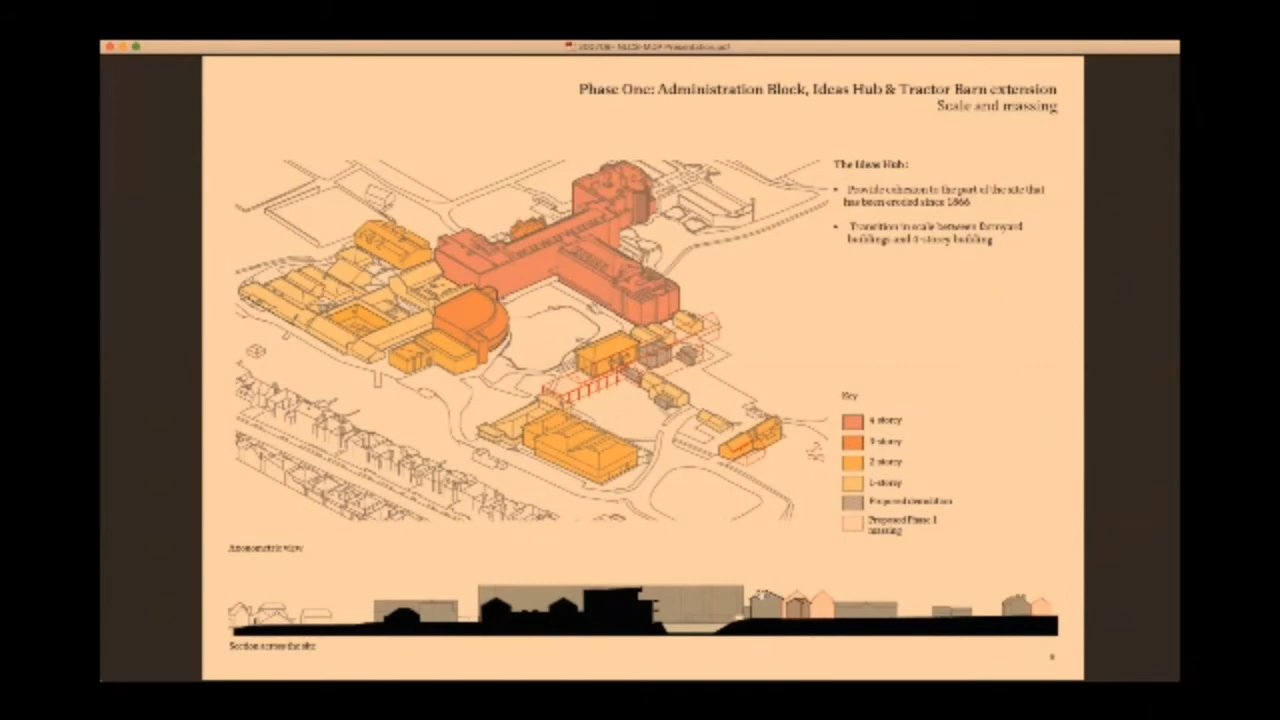 Presentation.pdf
Phase One: Administration Block, Ideas Hub & Tractor Barn extension
Scale and massing
The Ideas Hub:
• Provide cohesion to the part of the site that
has been eroded since 1866
• Transition in scale between farmyard
buildings and 4-storey building
Key
4-storey
3-storey
2-storey
1-storey
Proposed demolition
Proposed Phase 1
massing
Axonometric view
Section across the site